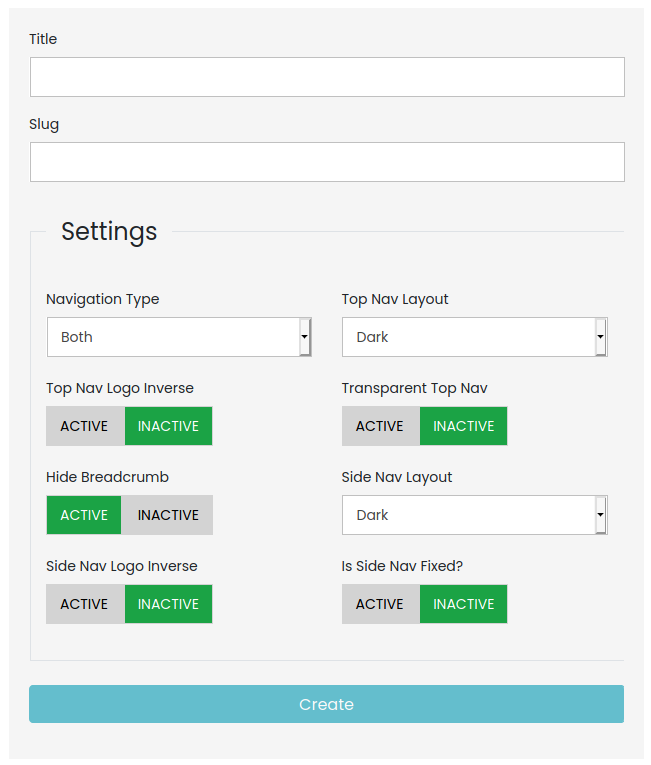 Title
Slug
Settings
Navigation Type Top Nav Layout
Both Dark
Top Nav Logo Inverse Transparent Top Nav
ACTIVE INACTIVE ACTIVE INACTIVE
Hide Breadcrumb Side Nav Layout
ACTIVE INACTIVE Dark
Side Nav Logo Inverse Is Side Nav Fixed?
ACTIVE INACTIVE ACTIVE INACTIVE
Create